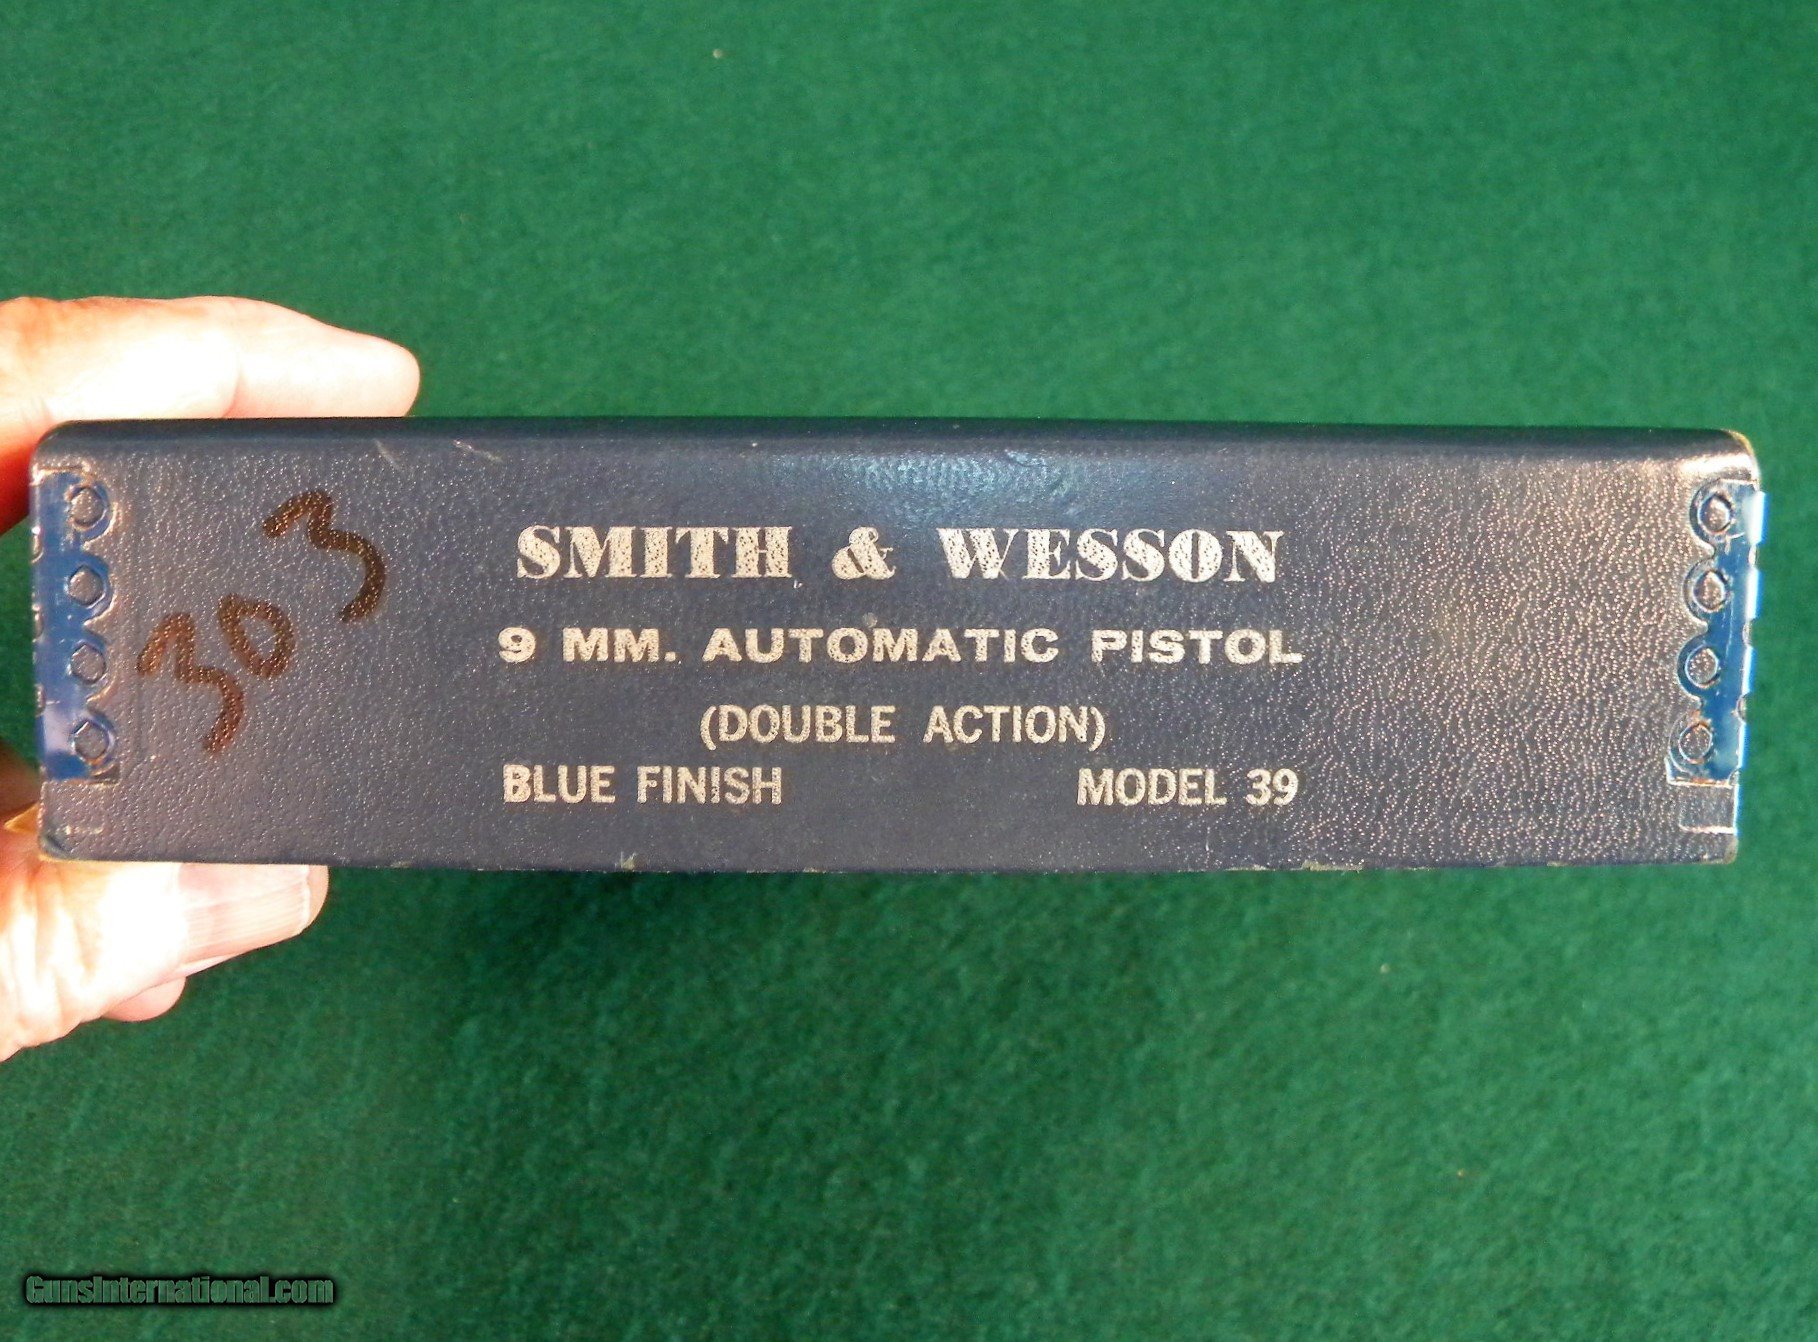 303
SMITH & WESSON
9 MM. AUTOMATIC PISTOL
(DOUBLE ACTION)
BLUE FINISH MODEL 39
GunsInternational.com